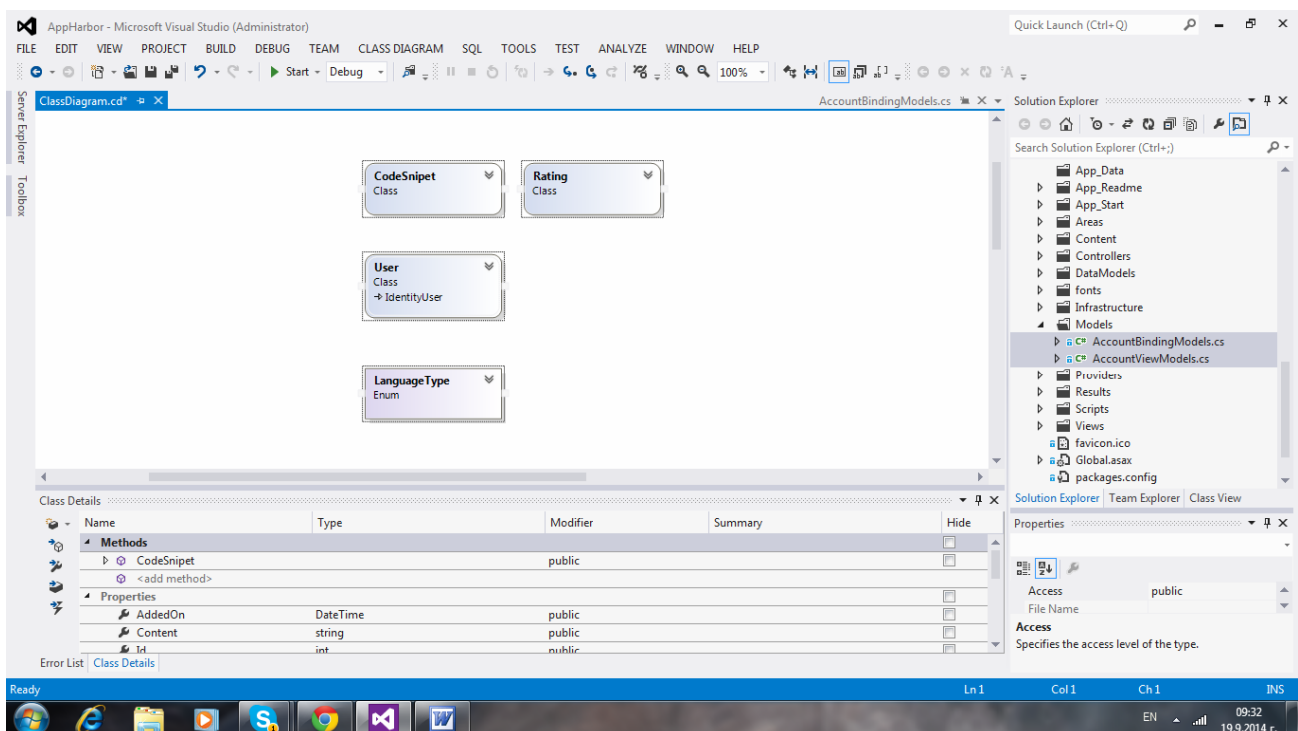 AppHarbor - Microsoft Visual Studio (Administrator)
Quick Launch (Ctrl+Q)
FILE EDIT VIEW PROJECT BUILD DEBUG TEAM CLASS DIAGRAM SQL TOOLS TEST ANALYZE WINDOW HELP
Start Debug 100%
Server Explorer
Toolbox
ClassDiagram.cd*
AccountBindingModels.cs
CodeSnipet
Class
Rating
Class
User
Class
IdentityUser
LanguageType
Enum
Solution Explorer
Search Solution Explorer (Ctrl+;)
App_Data
App_Readme
App_Start
Areas
Content
Controllers
DataModels
fonts
Infrastructure
Models
C# AccountBindingModels.cs
C# AccountViewModels.cs
Providers
Results
Scripts
Views
favicon.ico
Global.asax
packages.config
Solution Explorer Team Explorer Class View
Class Details
Name Type Modifier Summary Hide
Methods
CodeSnipet public
<add method>
Properties
AddedOn DateTime public
Content string public
Id int public
Error List Class Details
Properties
Access public
File Name
Access
Specifies the access level of the type.
Ready Ln 1 Col 1 Ch 1 INS
EN 09:32
19.9.2014 г.